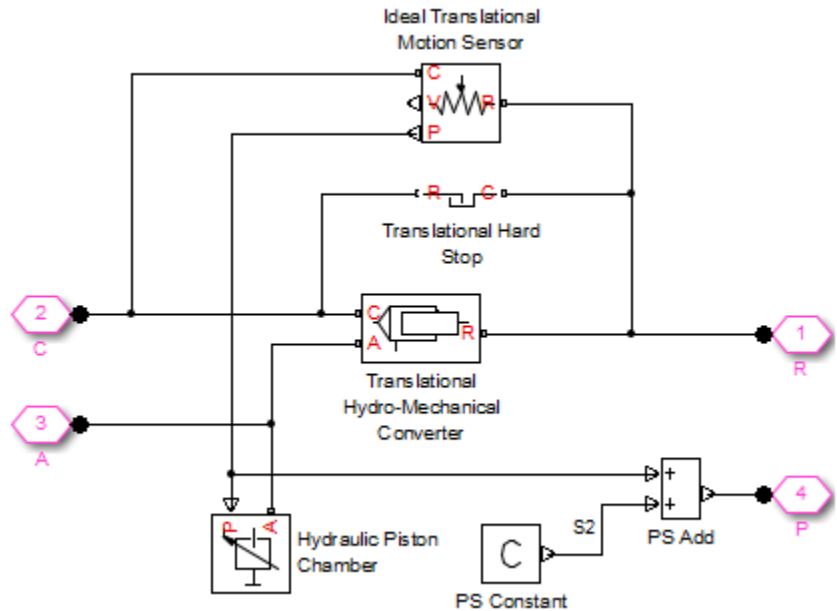 Ideal Translational
Motion Sensor
C
V
R
P
R
C
Translational Hard
Stop
2
C
C
A
R
1
R
Translational
Hydro-Mechanical
Converter
3
A
P
A
Hydraulic Piston
Chamber
C
PS Constant
S2
+
+
PS Add
4
P